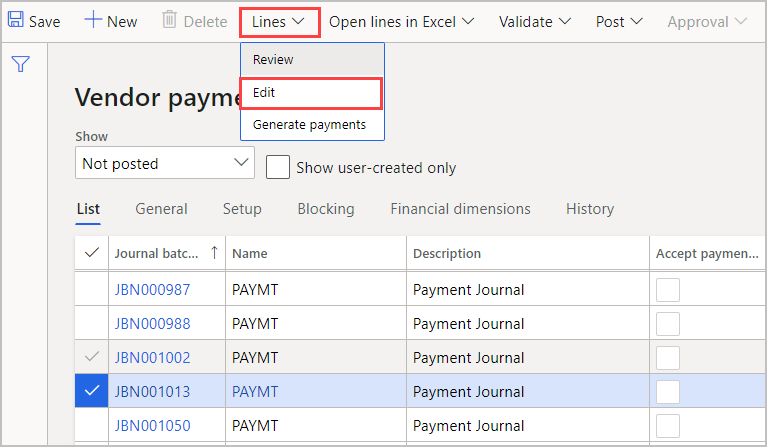 Save New Delete Lines Open lines in Excel Validate Post Approval
Review
Edit
Generate payments
Vendor payme
Show
Not posted Show user-created only
List General Setup Blocking Financial dimensions History
Journal batc... Name Description Accept paymen...
JBN000987 PAYMT Payment Journal
JBN000988 PAYMT Payment Journal
JBN001002 PAYMT Payment Journal
JBN001013 PAYMT Payment Journal
JBN001050 PAYMT Payment Journal